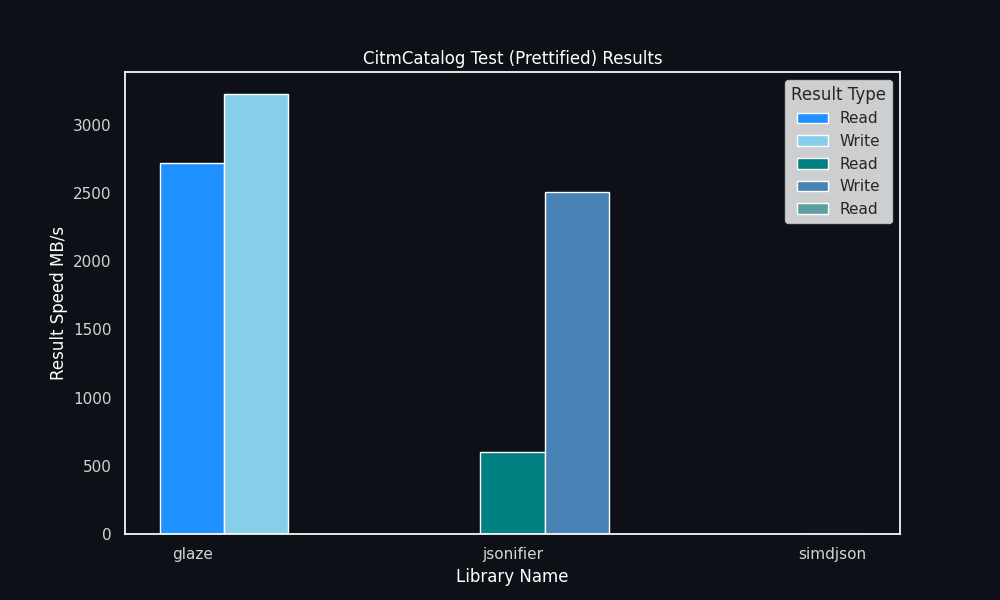 CitmCatalog Test (Prettified) Results
Result Type
Read
Write
Read
Write
Read
3000
2500
2000
1500
1000
500
0
Result Speed MB/s
glaze
jsonifier
simdjson
Library Name